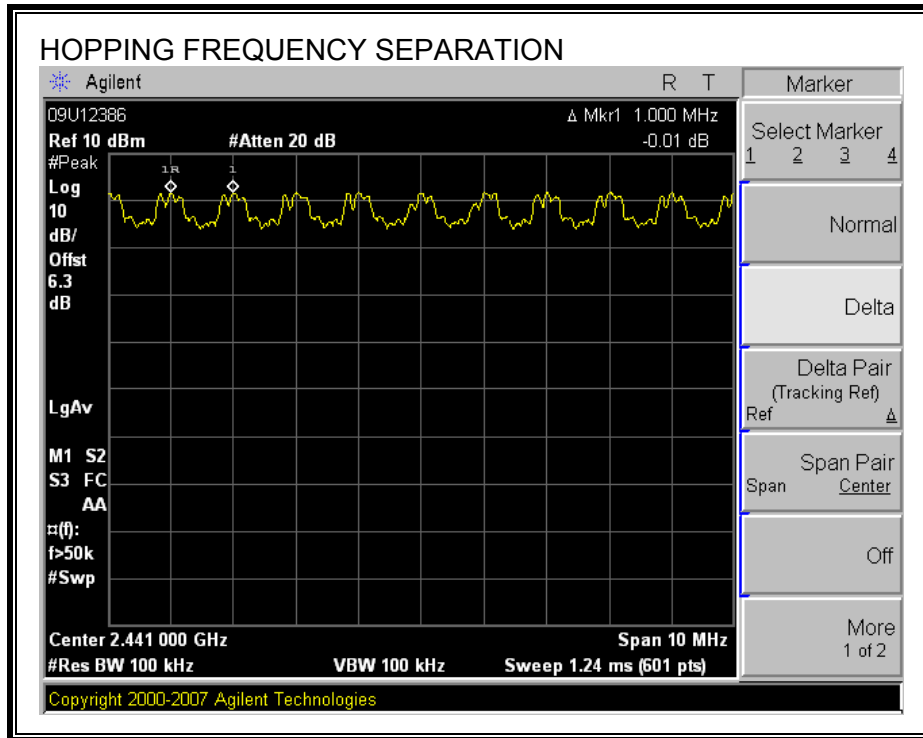 HOPPING FREQUENCY SEPARATION
Agilent R T
09U12386 Δ Mkr1 1.000 MHz
Ref 10 dBm #Atten 20 dB -0.01 dB
#Peak
Log
10
dB/
Offst
6.3
dB
1R 1
LgAv
M1 S2
S3 FC
AA
¤(f):
f>50k
#Swp
Center 2.441 000 GHz Span 10 MHz
#Res BW 100 kHz VBW 100 kHz Sweep 1.24 ms (601 pts)
Copyright 2000-2007 Agilent Technologies
Marker
Select Marker
1 2 3 4
Normal
Delta
Delta Pair
(Tracking Ref)
Ref Δ
Span Pair
Span Center
Off
More
1 of 2